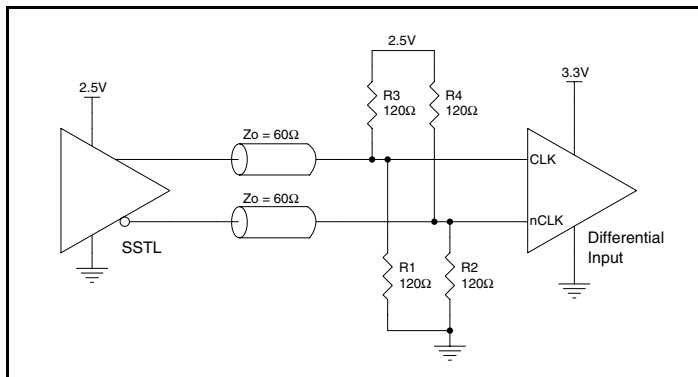 2.5V
3.3V
2.5V
R3
120Ω
R4
120Ω
Zo = 60Ω
CLK
Zo = 60Ω
nCLK
SSTL
Differential
Input
R1
120Ω
R2
120Ω